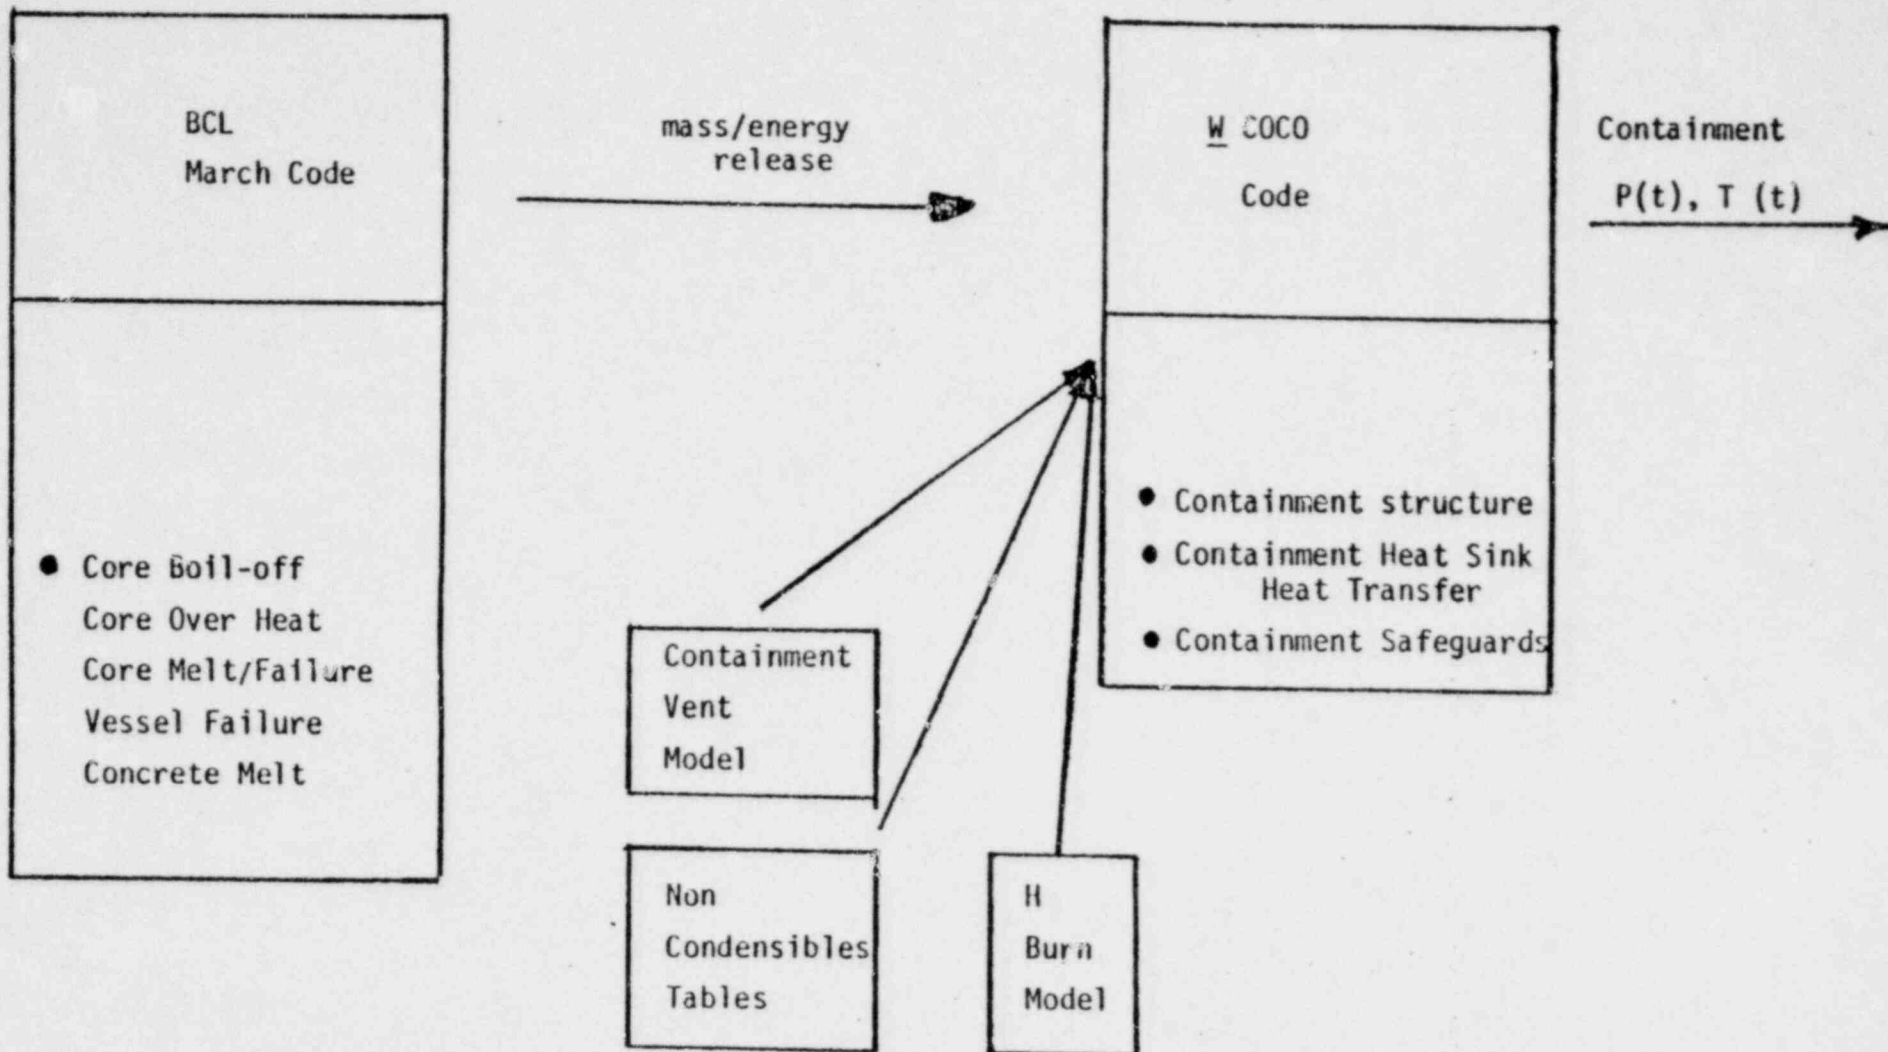 BCL
March Code
● Core Boil-off
Core Over Heat
Core Melt/Failure
Vessel Failure
Concrete Melt
mass/energy
release
W COCO
Code
● Containment structure
● Containment Heat Sink
Heat Transfer
● Containment Safeguards
Containment
P(t), T (t)
Containment
Vent
Model
Non
Condensibles
Tables
H
Burn
Model